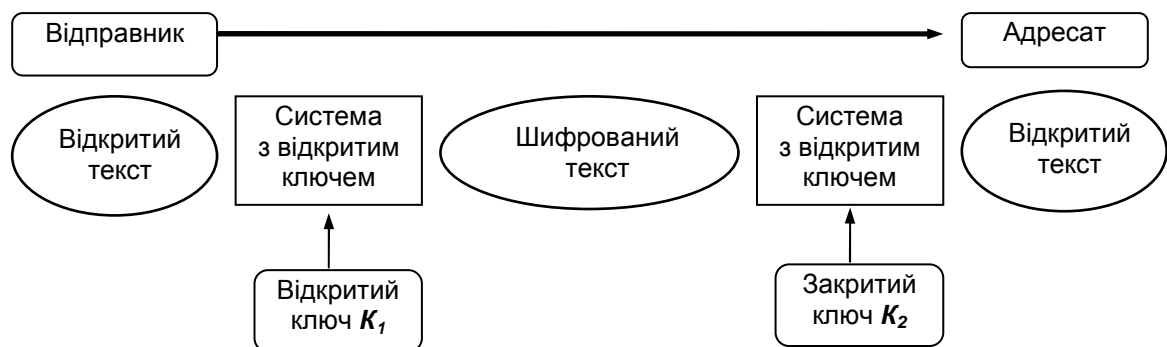 Відправник
Адресат
Відкритий
текст
Система
з відкритим
ключем
Шифрований
текст
Система
з відкритим
ключем
Відкритий
текст
Відкритий
ключ K₁
Закритий
ключ K₂